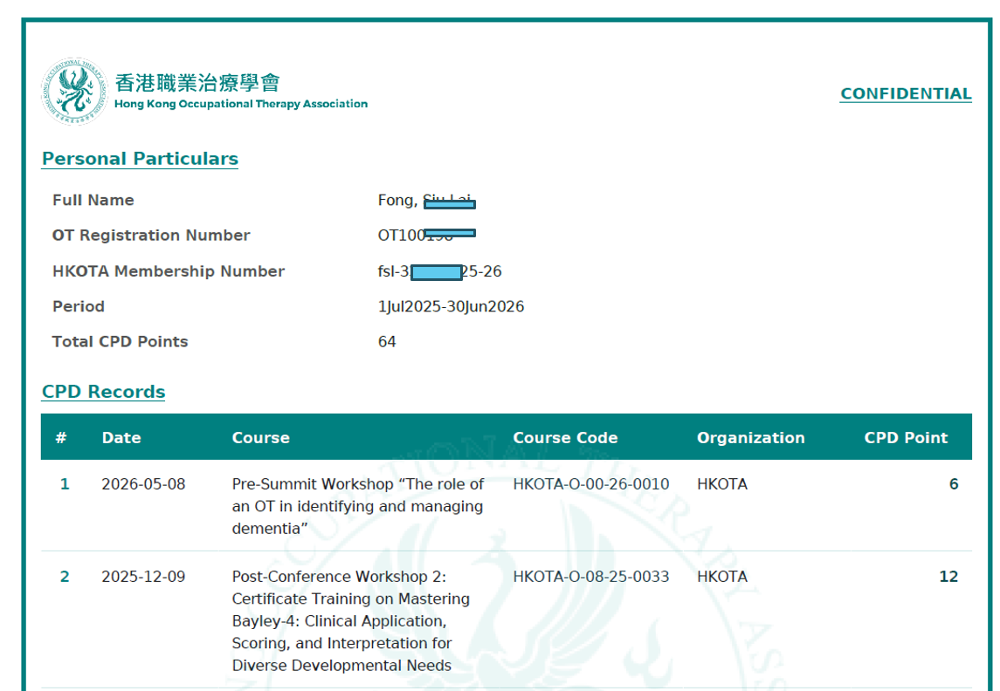 香港職業治療學會
Hong Kong Occupational Therapy Association
CONFIDENTIAL
Personal Particulars
Full Name Fong,
OT Registration Number OT100
HKOTA Membership Number fsl-3 25-26
Period 1Jul2025-30Jun2026
Total CPD Points 64
CPD Records
# Date Course Course Code Organization CPD Point
1 2026-05-08 Pre-Summit Workshop “The role of HKOTA-O-00-26-0010 HKOTA 6
an OT in identifying and managing
dementia”
2 2025-12-09 Post-Conference Workshop 2: HKOTA-O-08-25-0033 HKOTA 12
Certificate Training on Mastering
Bayley-4: Clinical Application,
Scoring, and Interpretation for
Diverse Developmental Needs